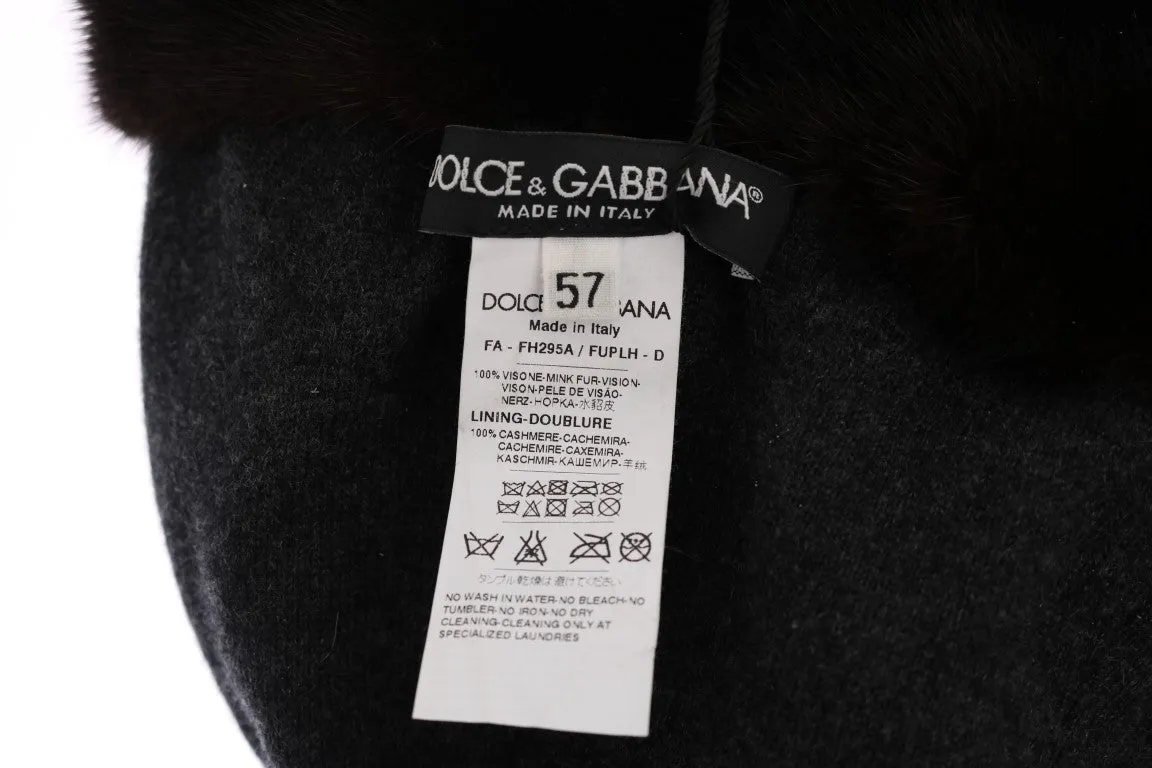 DOLCE & GABBANA®
MADE IN ITALY
57
DOLCE GABBANA
Made in Italy
FA - FH295A / FUPLH - D
100% VISONE-MINK FUR-VISION-
VISON-PELE DE VISÃO-
NERZ-НОРКА-水貂皮
LINING-DOUBLURE
100% CASHMERE-CACHEMIRA-
CACHEMIRE-CAXEMIRA-
KASCHMIR-КАШЕМИР-羊绒
タンブル乾燥は避けてください
NO WASH IN WATER-NO BLEACH-NO
TUMBLER-NO IRON-NO DRY
CLEANING-CLEANING ONLY AT
SPECIALIZED LAUNDRIES